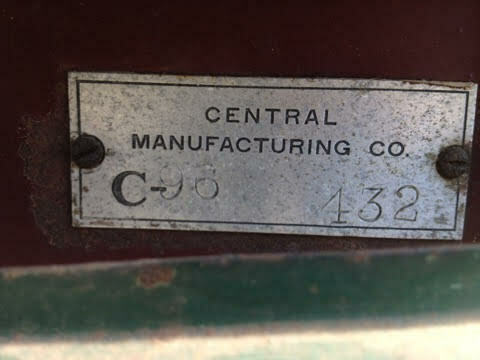 CENTRAL
MANUFACTURING CO.
C-96 432